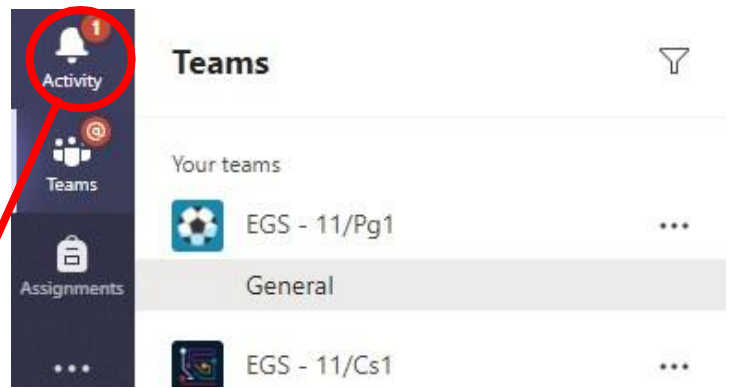 1
Activity
Teams
@
Teams
Your teams
EGS - 11/Pg1
...
Assignments
General
...
EGS - 11/Cs1
...